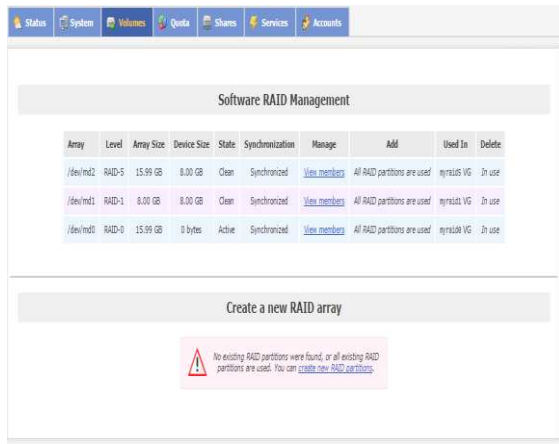 Status System Volumes Quota Shares Services Accounts
Software RAID Management
Array Level Array Size Device Size State Synchronization Manage Add Used In Delete
/dev/md2 RAID-5 15.99 GB 8.00 GB Clean Synchronized View members All RAID partitions are used myraid5 VG In use
/dev/md1 RAID-1 8.00 GB 8.00 GB Clean Synchronized View members All RAID partitions are used myraid1 VG In use
/dev/md0 RAID-0 15.99 GB 0 bytes Active Synchronized View members All RAID partitions are used myraid0 VG In use
Create a new RAID array
No existing RAID partitions were found, or all existing RAID
partitions are used. You can create new RAID partitions.